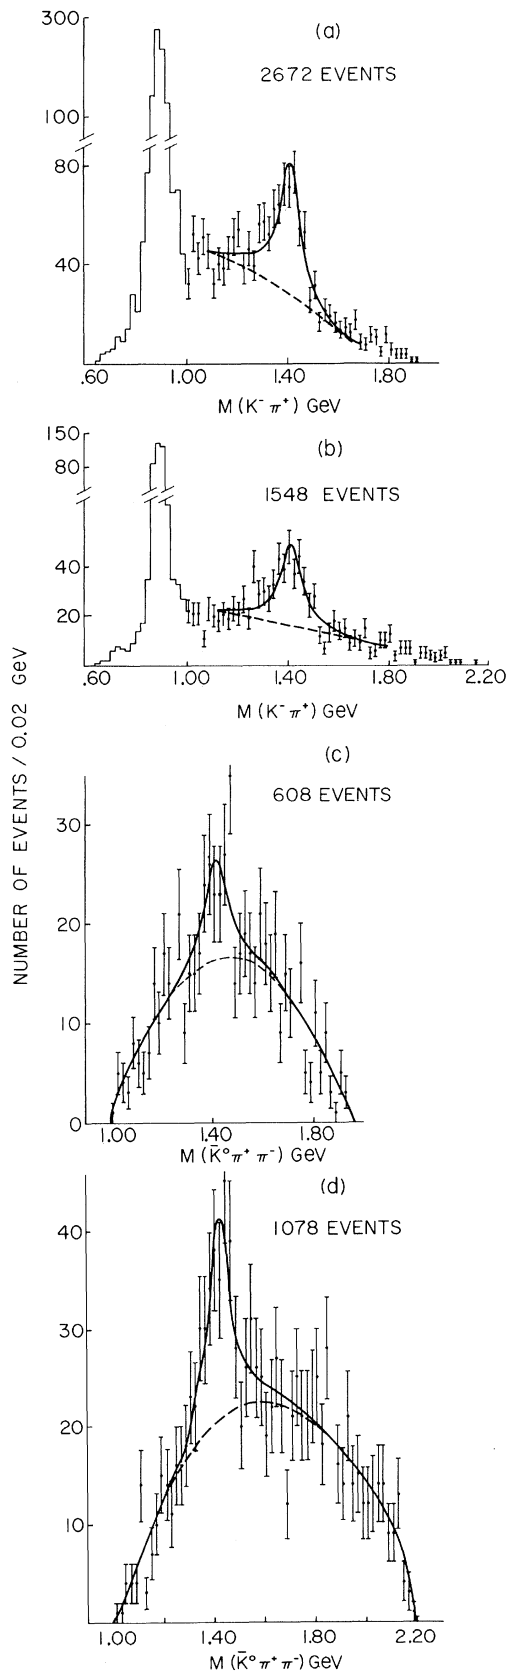 (a)
2672 EVENTS
300
100
80
40
.60 1.00 1.40 1.80
M (K⁻ π⁺) GeV
(b)
1548 EVENTS
150
80
40
20
.60 1.00 1.40 1.80 2.20
M (K⁻ π⁺) GeV
NUMBER OF EVENTS / 0.02 GeV
(c)
608 EVENTS
30
20
10
0
1.00 1.40 1.80
M (K̄° π⁺ π⁻) GeV
(d)
1078 EVENTS
40
30
20
10
1.00 1.40 1.80 2.20
M (K̄° π⁺ π⁻) GeV